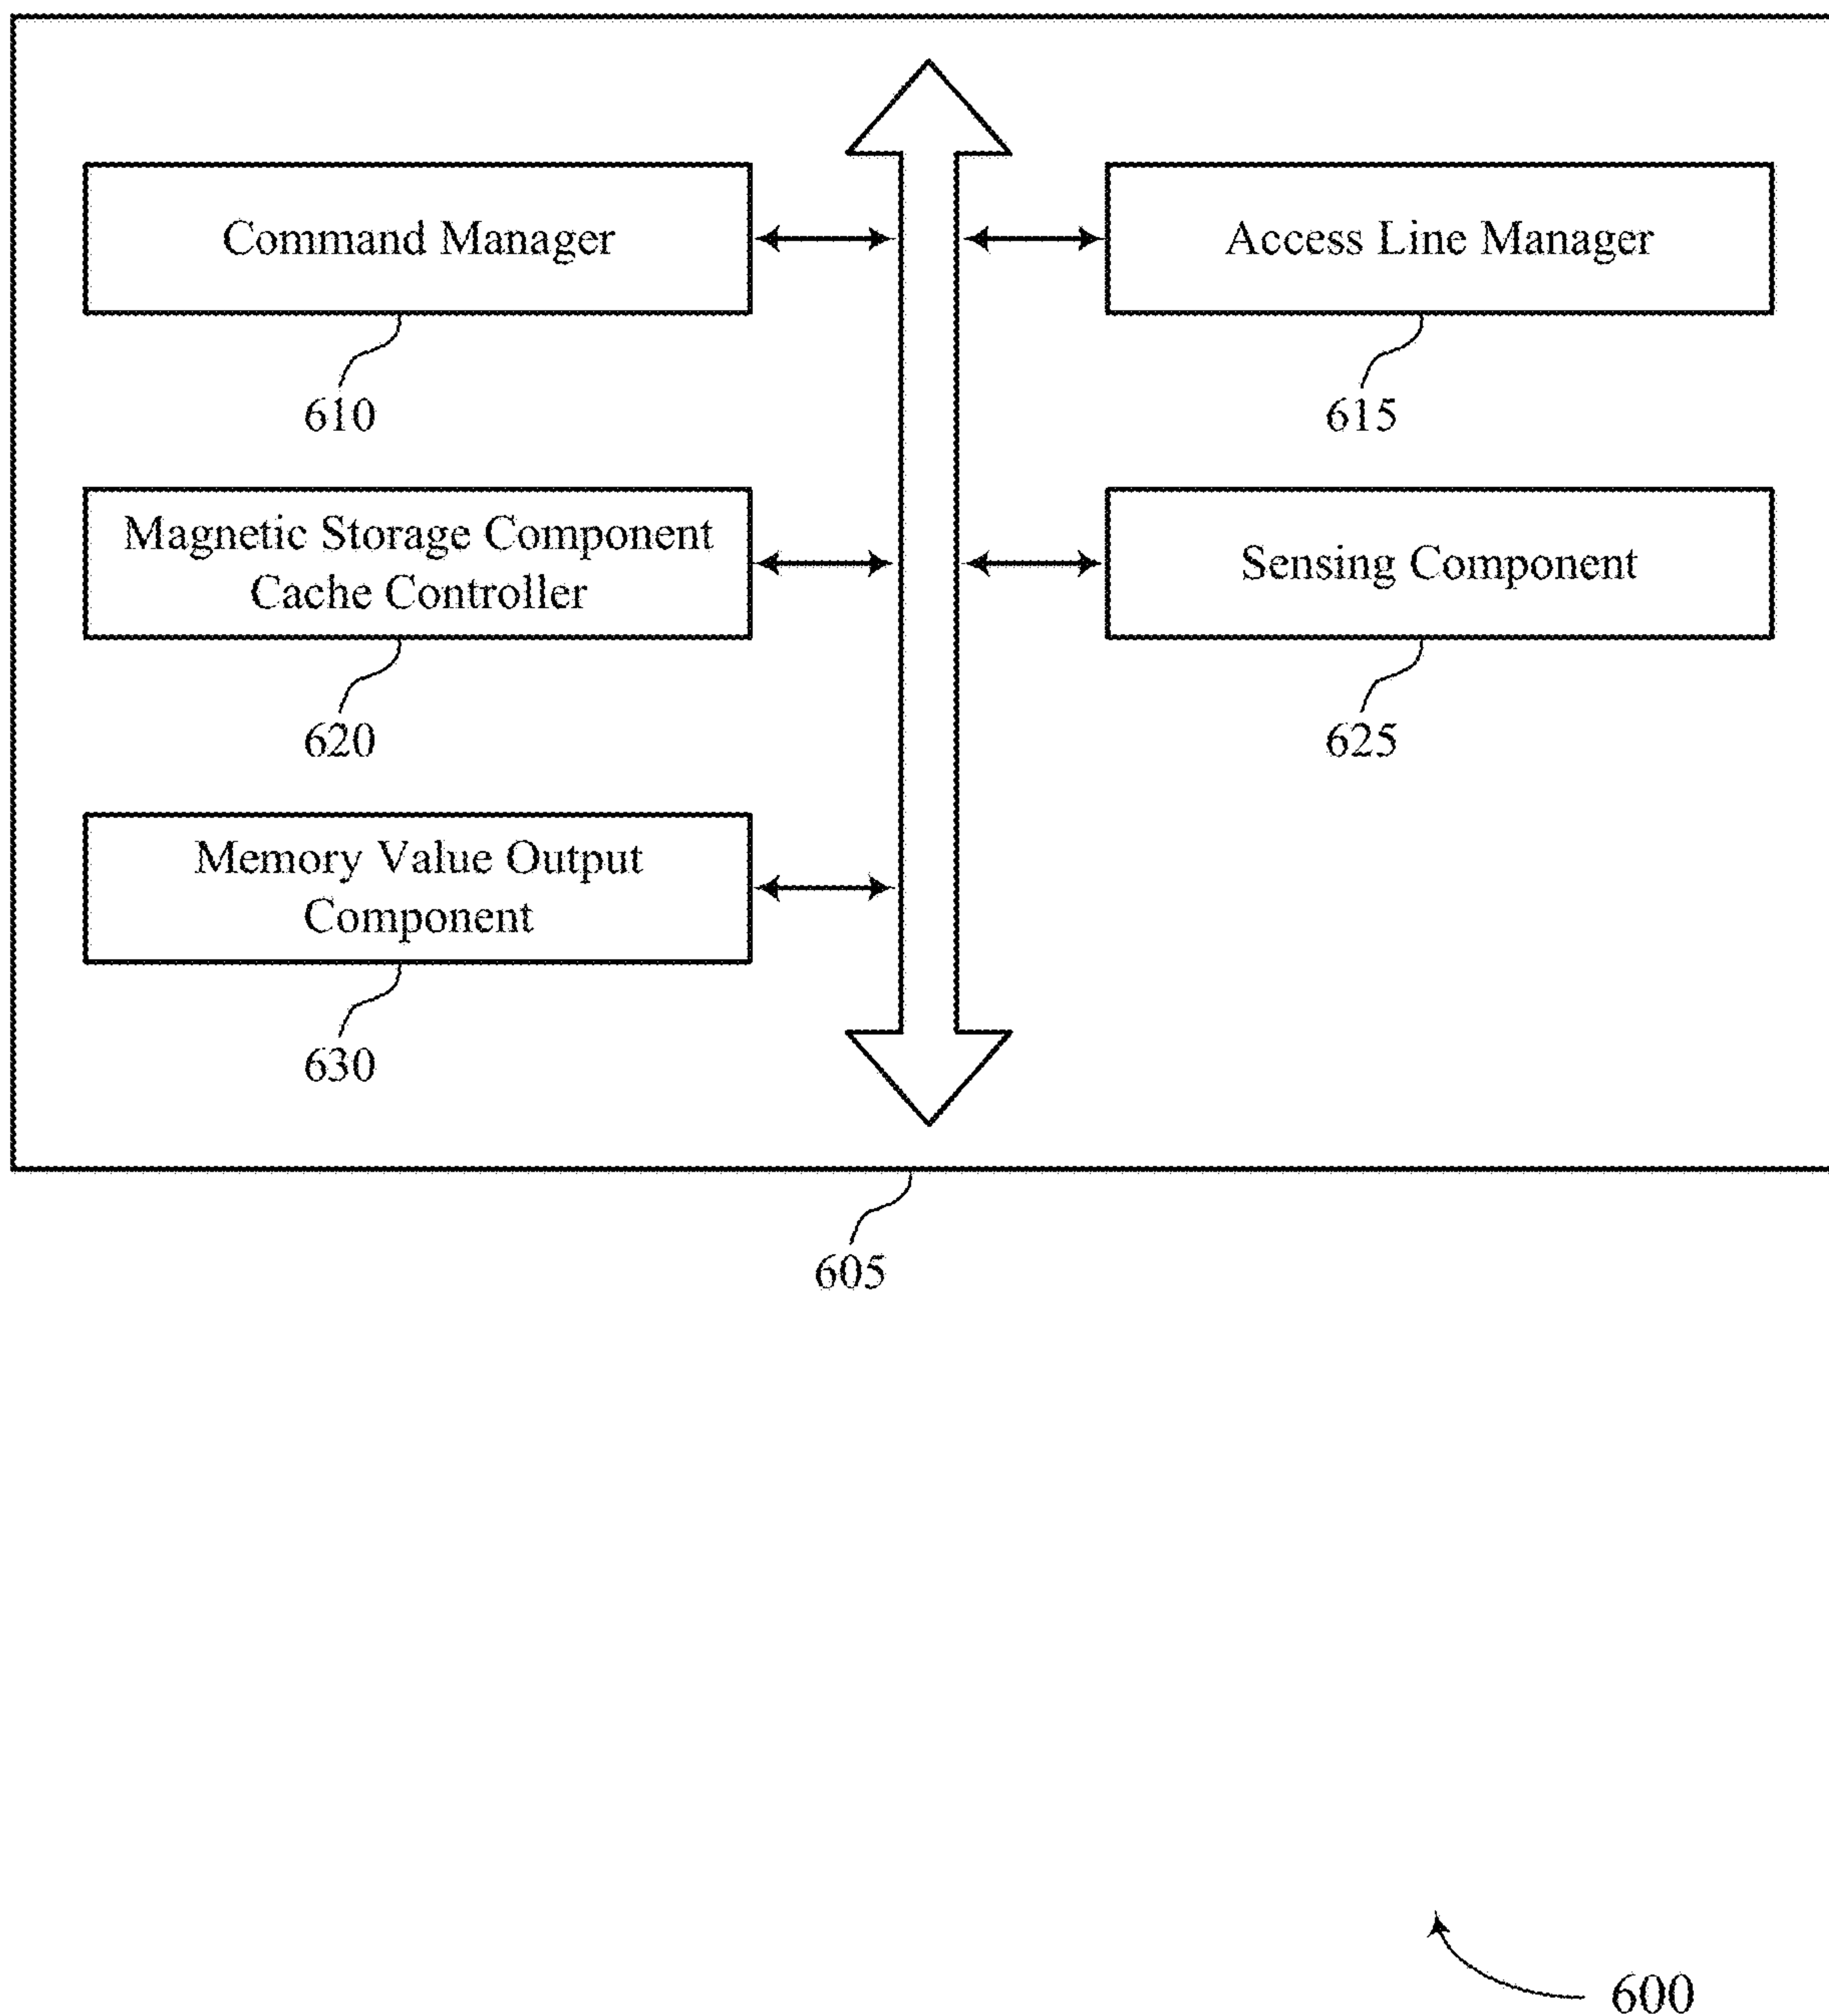 Command Manager
610
Access Line Manager
615
Magnetic Storage Component
Cache Controller
620
Sensing Component
625
Memory Value Output
Component
630
605
600